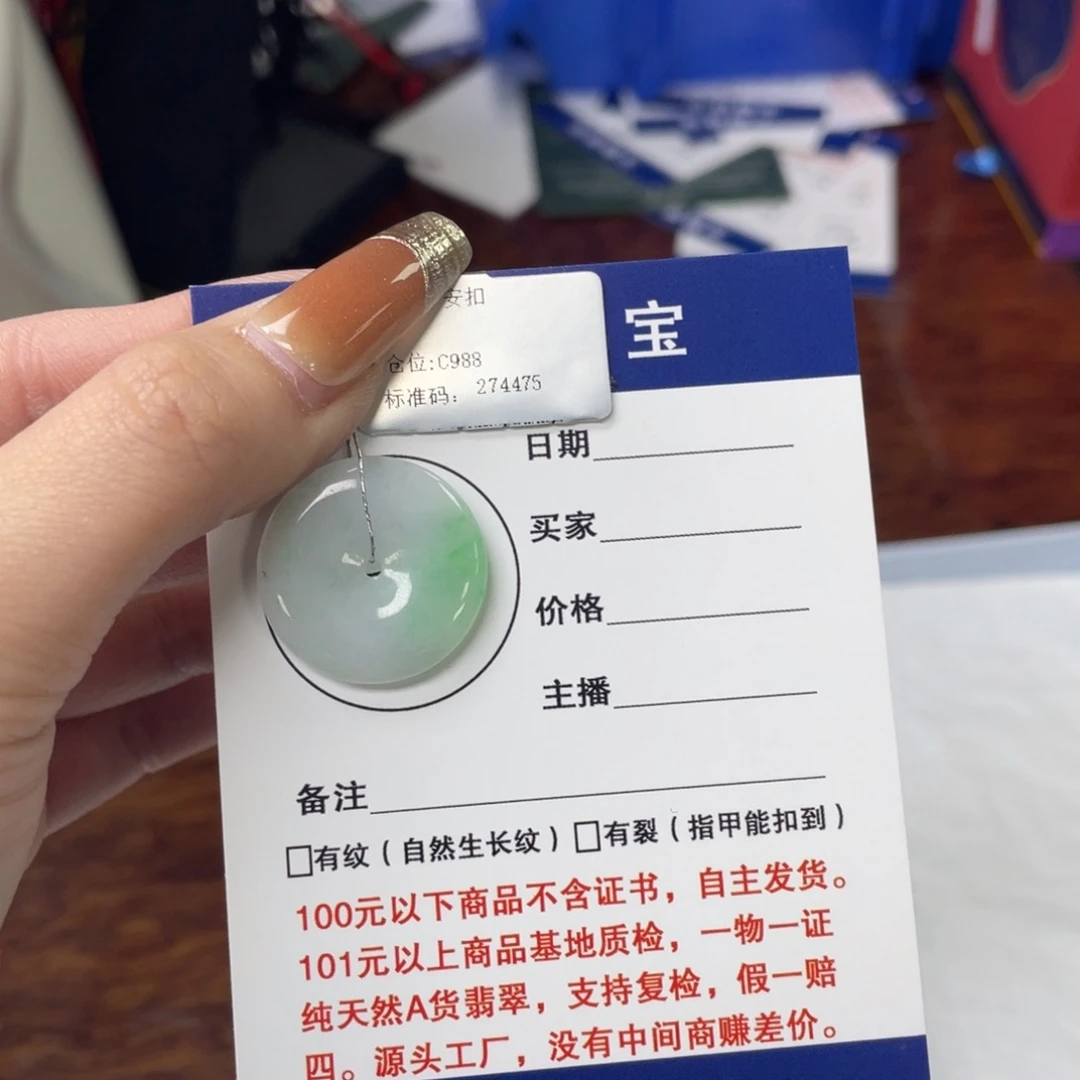 安扣
宝
仓位:C988
标准码: 274475
日期
买家
价格
主播
备注
□有纹(自然生长纹) □有裂(指甲能扣到)
100元以下商品不含证书，自主发货。
101元以上商品基地质检，一物一证
纯天然A货翡翠，支持复检，假一赔
四。源头工厂，没有中间商赚差价。